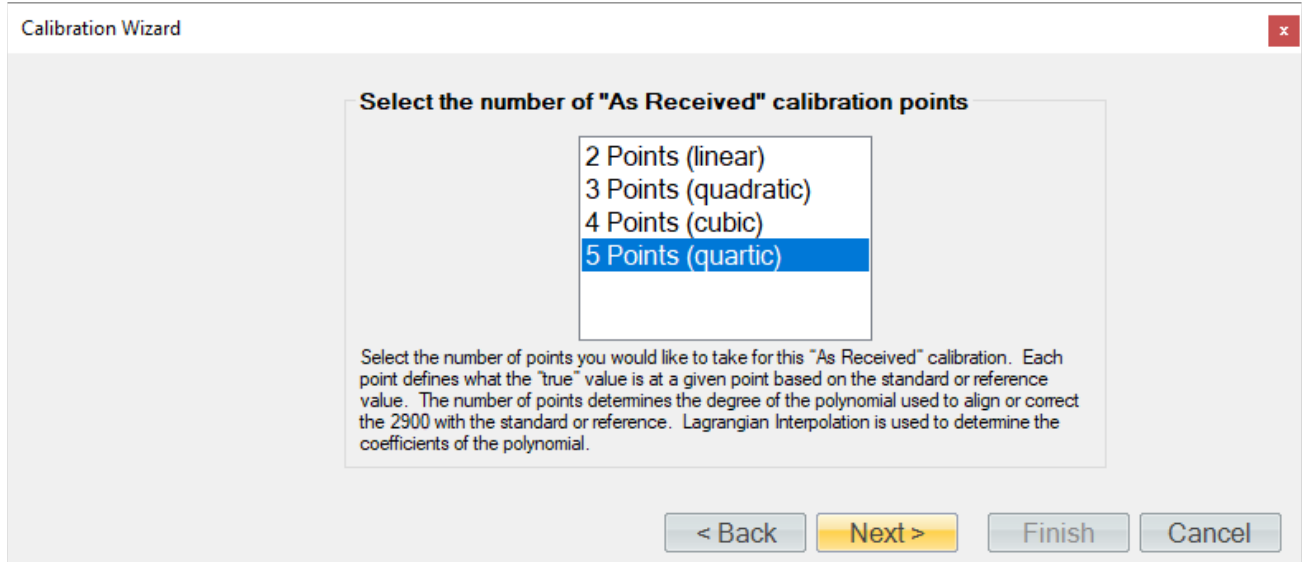 Calibration Wizard
x
Select the number of "As Received" calibration points
2 Points (linear)
3 Points (quadratic)
4 Points (cubic)
5 Points (quartic)
Select the number of points you would like to take for this "As Received" calibration.  Each
point defines what the "true" value is at a given point based on the standard or reference
value.  The number of points determines the degree of the polynomial used to align or correct
the 2900 with the standard or reference.  Lagrangian Interpolation is used to determine the
coefficients of the polynomial.
< Back Next > Finish Cancel